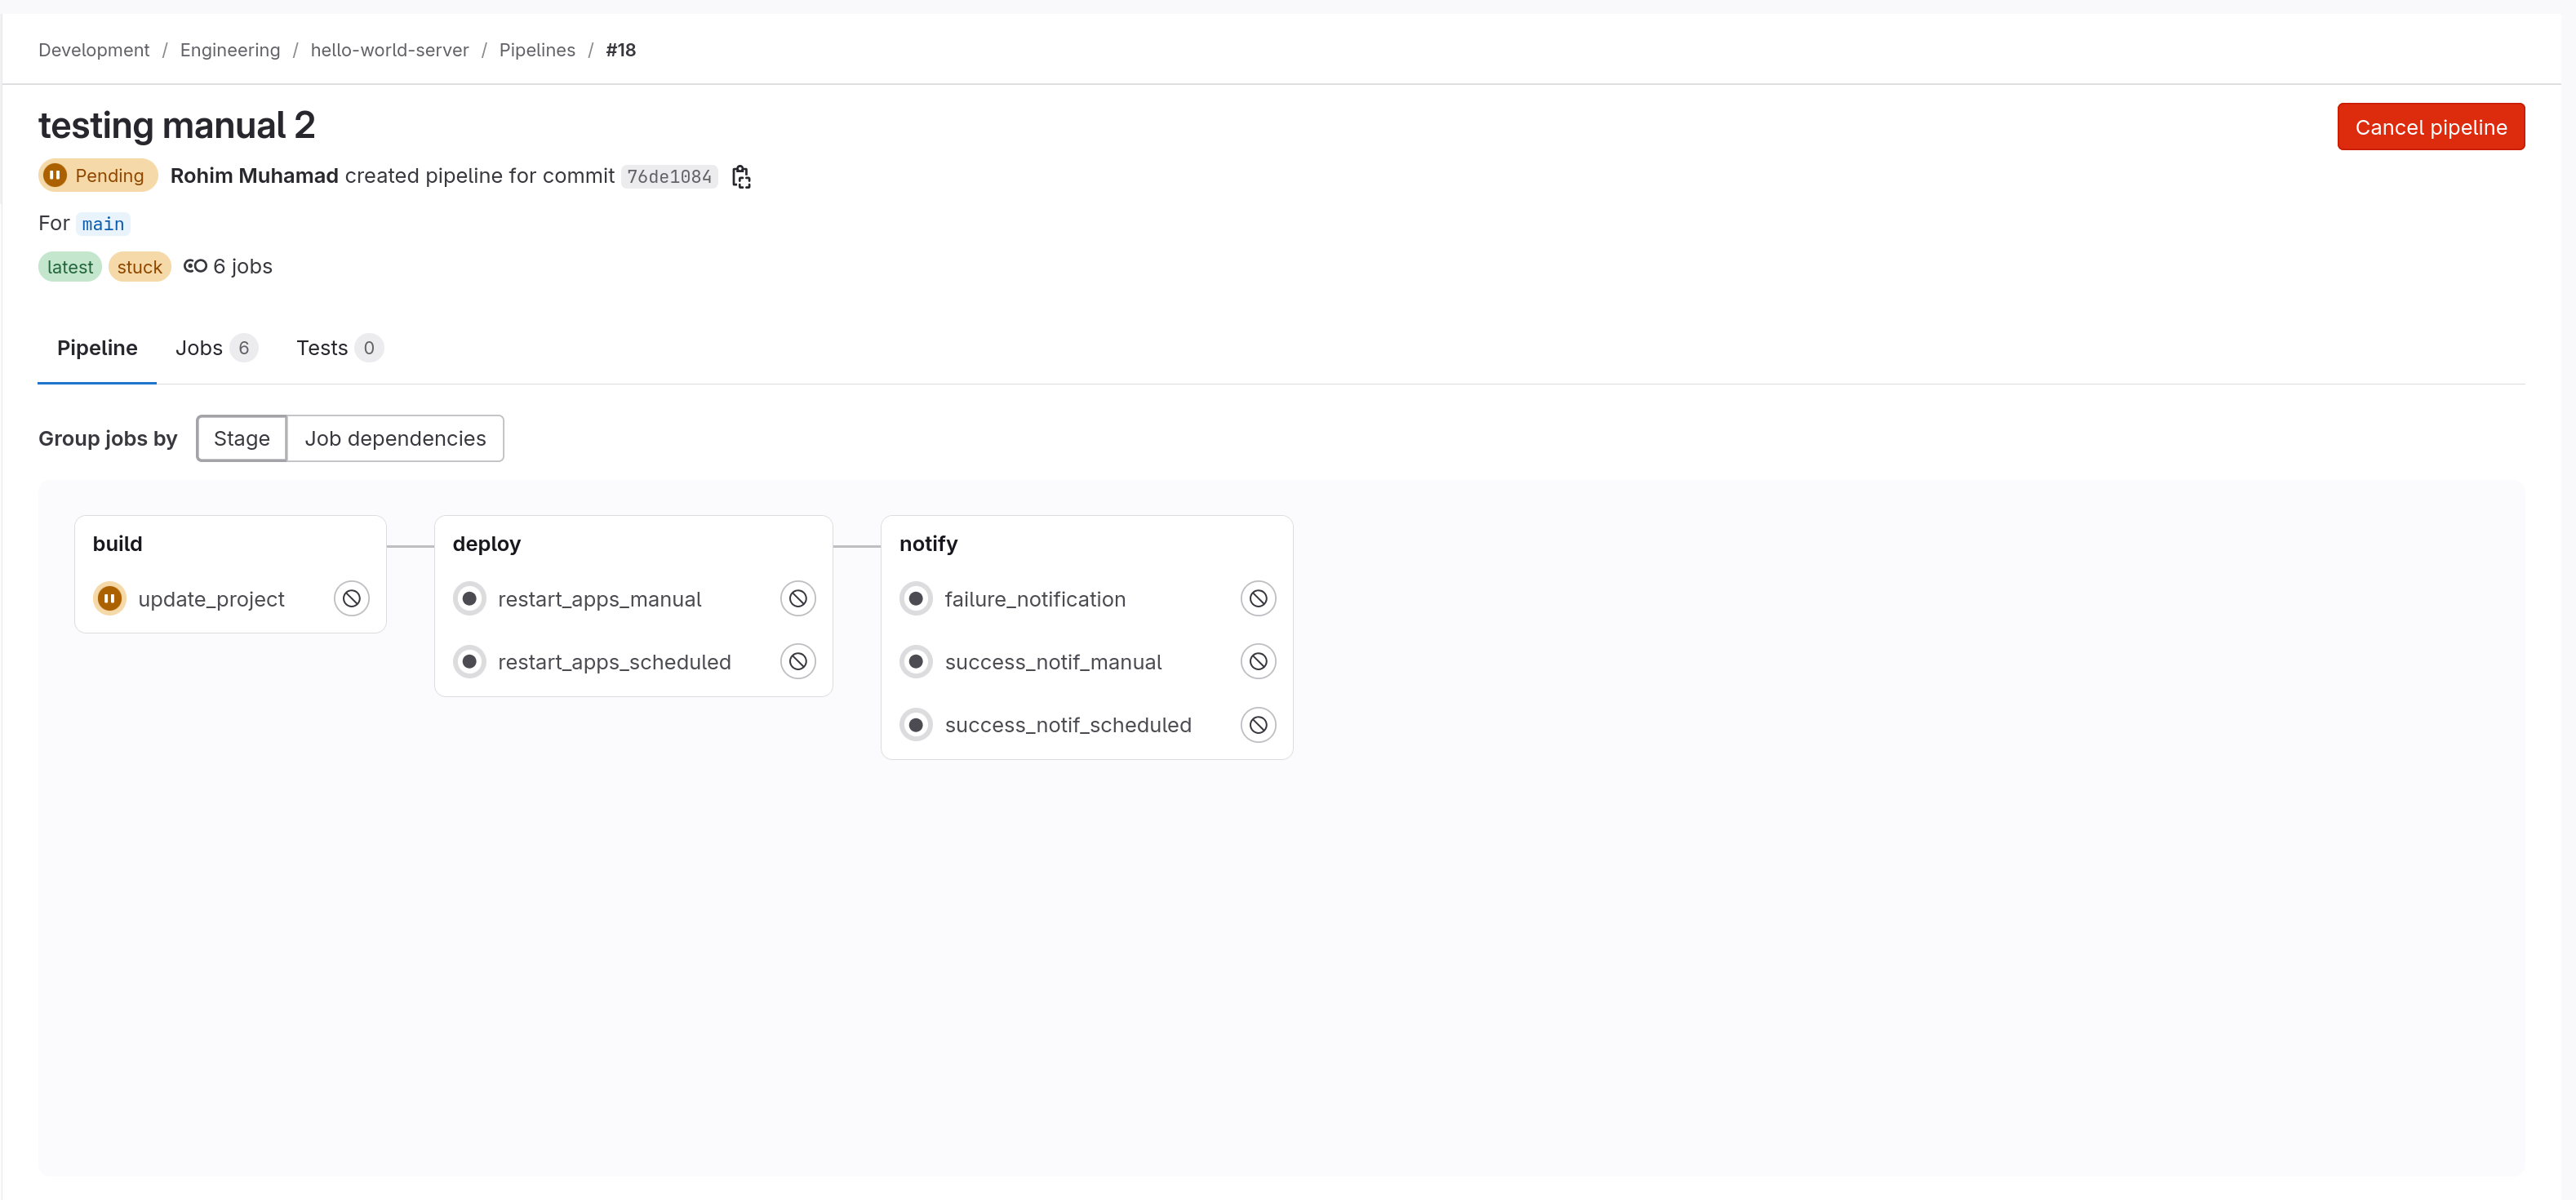 Development / Engineering / hello-world-server / Pipelines / #18
testing manual 2
Cancel pipeline
Pending Rohim Muhamad created pipeline for commit 76de1084
For main
latest stuck 6 jobs
Pipeline Jobs 6 Tests 0
Group jobs by Stage Job dependencies
build
update_project
deploy
restart_apps_manual
restart_apps_scheduled
notify
failure_notification
success_notif_manual
success_notif_scheduled